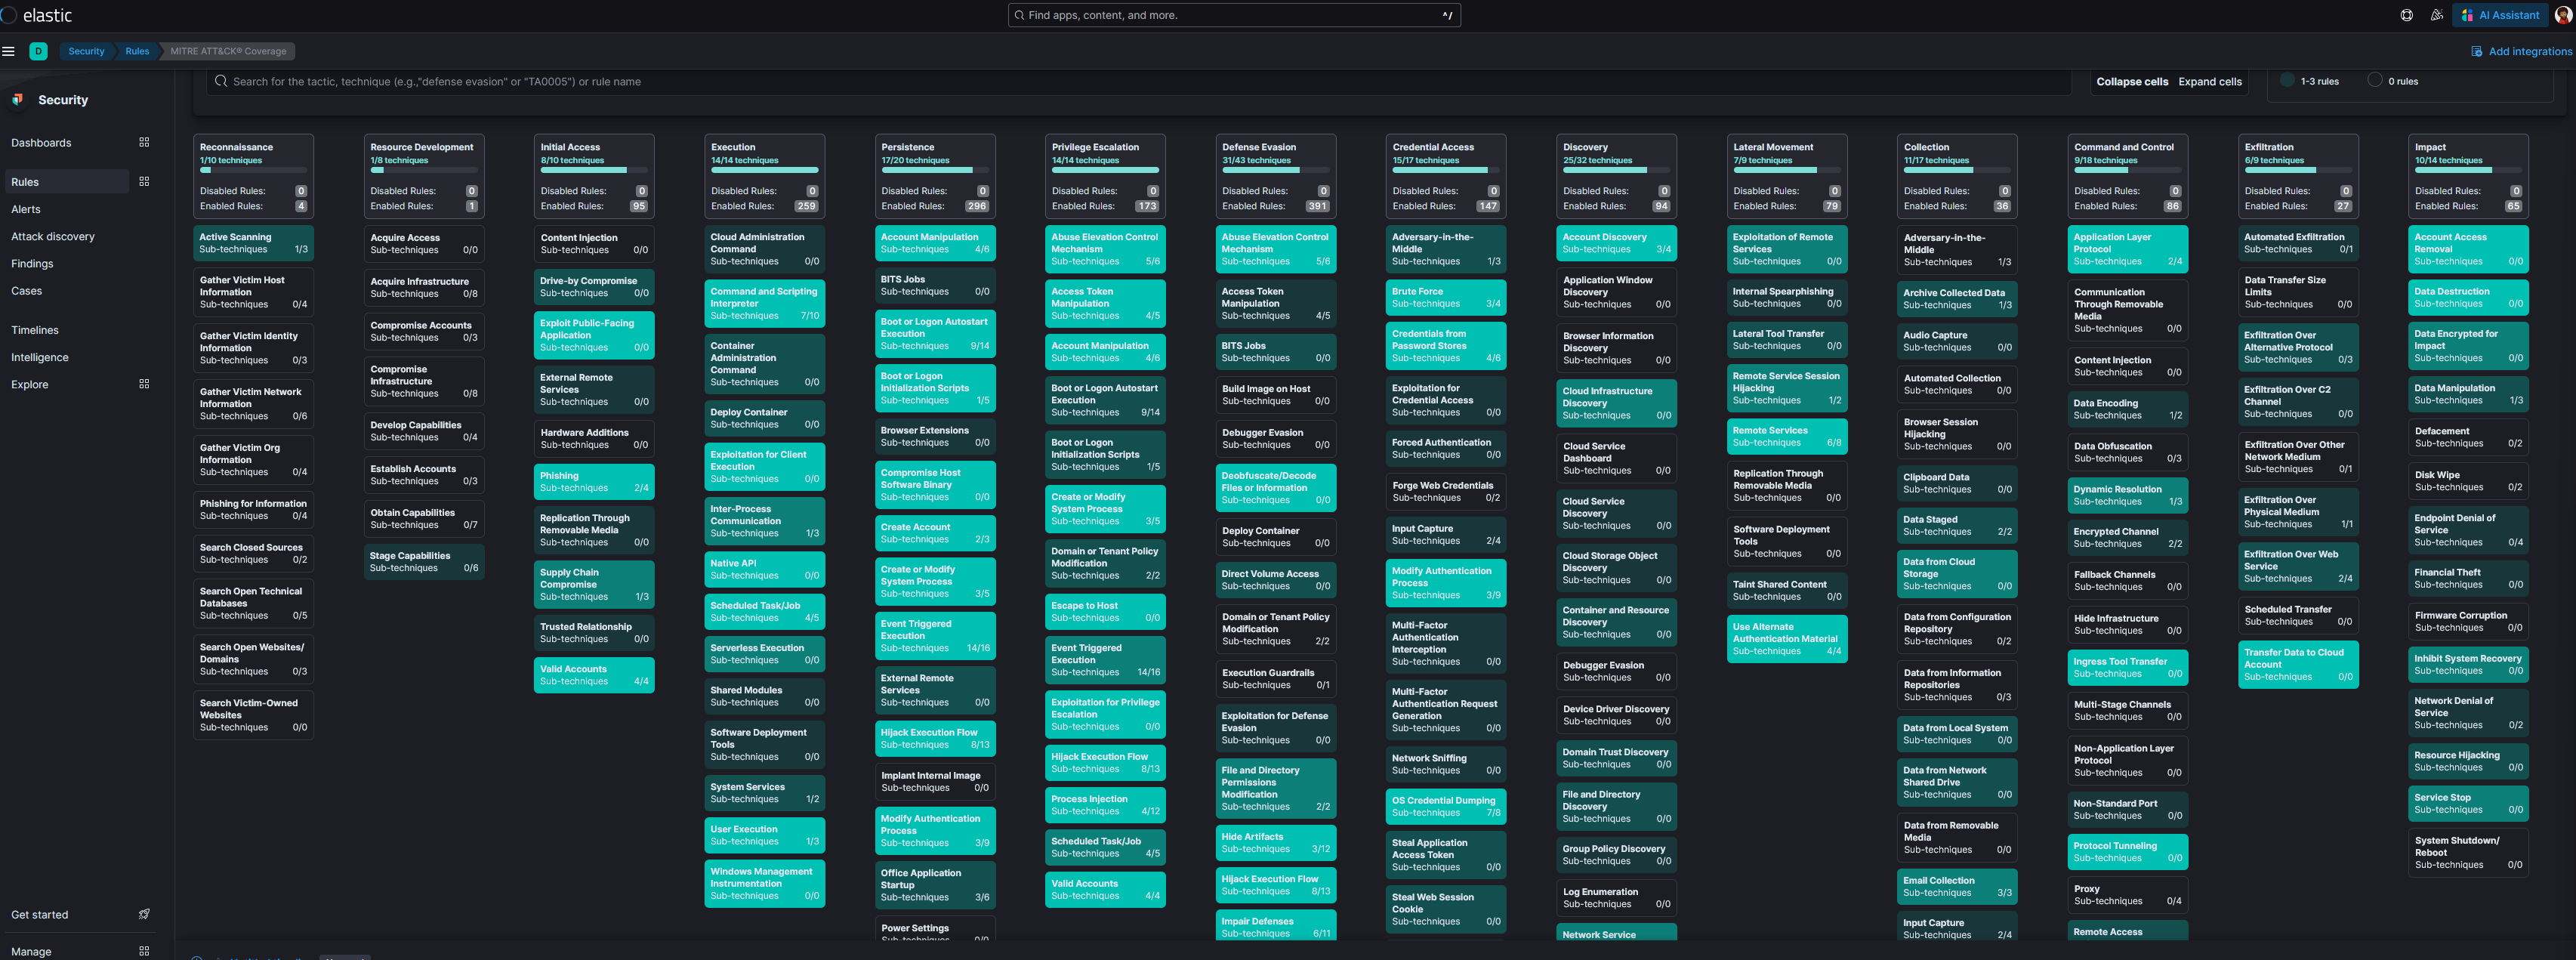 elastic
Find apps, content, and more.
^/
AI Assistant
D
Security
Rules
MITRE ATT&CK® Coverage
Add integrations
Security
Dashboards
Rules
Alerts
Attack discovery
Findings
Cases
Timelines
Intelligence
Explore
Get started
Manage
Search for the tactic, technique (e.g.,"defense evasion" or "TA0005") or rule name
Collapse cells Expand cells
1-3 rules
0 rules
Reconnaissance
1/10 techniques
Disabled Rules: 0
Enabled Rules: 4
Active Scanning
Sub-techniques 1/3
Gather Victim Host
Information
Sub-techniques 0/4
Gather Victim Identity
Information
Sub-techniques 0/3
Gather Victim Network
Information
Sub-techniques 0/6
Gather Victim Org
Information
Sub-techniques 0/4
Phishing for Information
Sub-techniques 0/4
Search Closed Sources
Sub-techniques 0/2
Search Open Technical
Databases
Sub-techniques 0/5
Search Open Websites/
Domains
Sub-techniques 0/3
Search Victim-Owned
Websites
Sub-techniques 0/0
Resource Development
1/8 techniques
Disabled Rules: 0
Enabled Rules: 1
Acquire Access
Sub-techniques 0/0
Acquire Infrastructure
Sub-techniques 0/8
Compromise Accounts
Sub-techniques 0/3
Compromise
Infrastructure
Sub-techniques 0/8
Develop Capabilities
Sub-techniques 0/4
Establish Accounts
Sub-techniques 0/3
Obtain Capabilities
Sub-techniques 0/7
Stage Capabilities
Sub-techniques 0/6
Initial Access
8/10 techniques
Disabled Rules: 0
Enabled Rules: 95
Content Injection
Sub-techniques 0/0
Drive-by Compromise
Sub-techniques 0/0
Exploit Public-Facing
Application
Sub-techniques 0/0
External Remote
Services
Sub-techniques 0/0
Hardware Additions
Sub-techniques 0/0
Phishing
Sub-techniques 2/4
Replication Through
Removable Media
Sub-techniques 0/0
Supply Chain
Compromise
Sub-techniques 1/3
Trusted Relationship
Sub-techniques 0/0
Valid Accounts
Sub-techniques 4/4
Execution
14/14 techniques
Disabled Rules: 0
Enabled Rules: 259
Cloud Administration
Command
Sub-techniques 0/0
Command and Scripting
Interpreter
Sub-techniques 7/10
Container
Administration
Command
Sub-techniques 0/0
Deploy Container
Sub-techniques 0/0
Exploitation for Client
Execution
Sub-techniques 0/0
Inter-Process
Communication
Sub-techniques 1/3
Native API
Sub-techniques 0/0
Scheduled Task/Job
Sub-techniques 4/5
Serverless Execution
Sub-techniques 0/0
Shared Modules
Sub-techniques 0/0
Software Deployment
Tools
Sub-techniques 0/0
System Services
Sub-techniques 1/2
User Execution
Sub-techniques 1/3
Windows Management
Instrumentation
Sub-techniques 0/0
Persistence
17/20 techniques
Disabled Rules: 0
Enabled Rules: 296
Account Manipulation
Sub-techniques 4/6
BITS Jobs
Sub-techniques 0/0
Boot or Logon Autostart
Execution
Sub-techniques 9/14
Boot or Logon
Initialization Scripts
Sub-techniques 1/5
Browser Extensions
Sub-techniques 0/0
Compromise Host
Software Binary
Sub-techniques 0/0
Create Account
Sub-techniques 2/3
Create or Modify
System Process
Sub-techniques 3/5
Event Triggered
Execution
Sub-techniques 14/16
External Remote
Services
Sub-techniques 0/0
Hijack Execution Flow
Sub-techniques 8/13
Implant Internal Image
Sub-techniques 0/0
Modify Authentication
Process
Sub-techniques 3/9
Office Application
Startup
Sub-techniques 3/6
Power Settings
Sub-techniques 0/0
Privilege Escalation
14/14 techniques
Disabled Rules: 0
Enabled Rules: 173
Abuse Elevation Control
Mechanism
Sub-techniques 5/6
Access Token
Manipulation
Sub-techniques 4/5
Account Manipulation
Sub-techniques 4/6
Boot or Logon Autostart
Execution
Sub-techniques 9/14
Boot or Logon
Initialization Scripts
Sub-techniques 1/5
Create or Modify
System Process
Sub-techniques 3/5
Domain or Tenant Policy
Modification
Sub-techniques 2/2
Escape to Host
Sub-techniques 0/0
Event Triggered
Execution
Sub-techniques 14/16
Exploitation for Privilege
Escalation
Sub-techniques 0/0
Hijack Execution Flow
Sub-techniques 8/13
Process Injection
Sub-techniques 4/12
Scheduled Task/Job
Sub-techniques 4/5
Valid Accounts
Sub-techniques 4/4
Defense Evasion
31/43 techniques
Disabled Rules: 0
Enabled Rules: 391
Abuse Elevation Control
Mechanism
Sub-techniques 5/6
Access Token
Manipulation
Sub-techniques 4/5
BITS Jobs
Sub-techniques 0/0
Build Image on Host
Sub-techniques 0/0
Debugger Evasion
Sub-techniques 0/0
Deobfuscate/Decode
Files or Information
Sub-techniques 0/0
Deploy Container
Sub-techniques 0/0
Direct Volume Access
Sub-techniques 0/0
Domain or Tenant Policy
Modification
Sub-techniques 2/2
Execution Guardrails
Sub-techniques 0/1
Exploitation for Defense
Evasion
Sub-techniques 0/0
File and Directory
Permissions
Modification
Sub-techniques 2/2
Hide Artifacts
Sub-techniques 3/12
Hijack Execution Flow
Sub-techniques 8/13
Impair Defenses
Sub-techniques 6/11
Credential Access
15/17 techniques
Disabled Rules: 0
Enabled Rules: 147
Adversary-in-the-
Middle
Sub-techniques 1/3
Brute Force
Sub-techniques 3/4
Credentials from
Password Stores
Sub-techniques 4/6
Exploitation for
Credential Access
Sub-techniques 0/0
Forced Authentication
Sub-techniques 0/0
Forge Web Credentials
Sub-techniques 0/2
Input Capture
Sub-techniques 2/4
Modify Authentication
Process
Sub-techniques 3/9
Multi-Factor
Authentication
Interception
Sub-techniques 0/0
Multi-Factor
Authentication Request
Generation
Sub-techniques 0/0
Network Sniffing
Sub-techniques 0/0
OS Credential Dumping
Sub-techniques 7/8
Steal Application
Access Token
Sub-techniques 0/0
Steal Web Session
Cookie
Sub-techniques 0/0
Discovery
25/32 techniques
Disabled Rules: 0
Enabled Rules: 94
Account Discovery
Sub-techniques 3/4
Application Window
Discovery
Sub-techniques 0/0
Browser Information
Discovery
Sub-techniques 0/0
Cloud Infrastructure
Discovery
Sub-techniques 0/0
Cloud Service
Dashboard
Sub-techniques 0/0
Cloud Service
Discovery
Sub-techniques 0/0
Cloud Storage Object
Discovery
Sub-techniques 0/0
Container and Resource
Discovery
Sub-techniques 0/0
Debugger Evasion
Sub-techniques 0/0
Device Driver Discovery
Sub-techniques 0/0
Domain Trust Discovery
Sub-techniques 0/0
File and Directory
Discovery
Sub-techniques 0/0
Group Policy Discovery
Sub-techniques 0/0
Log Enumeration
Sub-techniques 0/0
Network Service
Lateral Movement
7/9 techniques
Disabled Rules: 0
Enabled Rules: 79
Exploitation of Remote
Services
Sub-techniques 0/0
Internal Spearphishing
Sub-techniques 0/0
Lateral Tool Transfer
Sub-techniques 0/0
Remote Service Session
Hijacking
Sub-techniques 1/2
Remote Services
Sub-techniques 6/8
Replication Through
Removable Media
Sub-techniques 0/0
Software Deployment
Tools
Sub-techniques 0/0
Taint Shared Content
Sub-techniques 0/0
Use Alternate
Authentication Material
Sub-techniques 4/4
Collection
11/17 techniques
Disabled Rules: 0
Enabled Rules: 36
Adversary-in-the-
Middle
Sub-techniques 1/3
Archive Collected Data
Sub-techniques 1/3
Audio Capture
Sub-techniques 0/0
Automated Collection
Sub-techniques 0/0
Browser Session
Hijacking
Sub-techniques 0/0
Clipboard Data
Sub-techniques 0/0
Data Staged
Sub-techniques 2/2
Data from Cloud
Storage
Sub-techniques 0/0
Data from Configuration
Repository
Sub-techniques 0/2
Data from Information
Repositories
Sub-techniques 0/3
Data from Local System
Sub-techniques 0/0
Data from Network
Shared Drive
Sub-techniques 0/0
Data from Removable
Media
Sub-techniques 0/0
Email Collection
Sub-techniques 3/3
Input Capture
Sub-techniques 2/4
Command and Control
9/18 techniques
Disabled Rules: 0
Enabled Rules: 86
Application Layer
Protocol
Sub-techniques 2/4
Communication
Through Removable
Media
Sub-techniques 0/0
Content Injection
Sub-techniques 0/0
Data Encoding
Sub-techniques 1/2
Data Obfuscation
Sub-techniques 0/3
Dynamic Resolution
Sub-techniques 1/3
Encrypted Channel
Sub-techniques 2/2
Fallback Channels
Sub-techniques 0/0
Hide Infrastructure
Sub-techniques 0/0
Ingress Tool Transfer
Sub-techniques 0/0
Multi-Stage Channels
Sub-techniques 0/0
Non-Application Layer
Protocol
Sub-techniques 0/0
Non-Standard Port
Sub-techniques 0/0
Protocol Tunneling
Sub-techniques 0/0
Proxy
Sub-techniques 0/4
Remote Access
Exfiltration
6/9 techniques
Disabled Rules: 0
Enabled Rules: 27
Automated Exfiltration
Sub-techniques 0/1
Data Transfer Size
Limits
Sub-techniques 0/0
Exfiltration Over
Alternative Protocol
Sub-techniques 0/3
Exfiltration Over C2
Channel
Sub-techniques 0/0
Exfiltration Over Other
Network Medium
Sub-techniques 0/1
Exfiltration Over
Physical Medium
Sub-techniques 1/1
Exfiltration Over Web
Service
Sub-techniques 2/4
Scheduled Transfer
Sub-techniques 0/0
Transfer Data to Cloud
Account
Sub-techniques 0/0
Impact
10/14 techniques
Disabled Rules: 0
Enabled Rules: 65
Account Access
Removal
Sub-techniques 0/0
Data Destruction
Sub-techniques 0/0
Data Encrypted for
Impact
Sub-techniques 0/0
Data Manipulation
Sub-techniques 1/3
Defacement
Sub-techniques 0/2
Disk Wipe
Sub-techniques 0/2
Endpoint Denial of
Service
Sub-techniques 0/4
Financial Theft
Sub-techniques 0/0
Firmware Corruption
Sub-techniques 0/0
Inhibit System Recovery
Sub-techniques 0/0
Network Denial of
Service
Sub-techniques 0/2
Resource Hijacking
Sub-techniques 0/0
Service Stop
Sub-techniques 0/0
System Shutdown/
Reboot
Sub-techniques 0/0